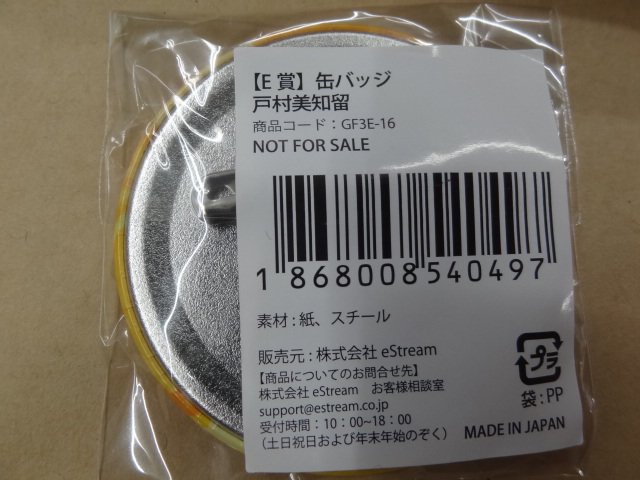 【E 賞】缶バッジ
戸村美知留
商品コード：GF3E-16
NOT FOR SALE
1 868008 540497
素材：紙、スチール
販売元：株式会社 eStream
【商品についてのお問合せ先】
株式会社 eStream　お客様相談室
support@estream.co.jp
受付時間：10：00~18：00
（土日祝日および年末年始のぞく）
プラ
袋：PP
MADE IN JAPAN